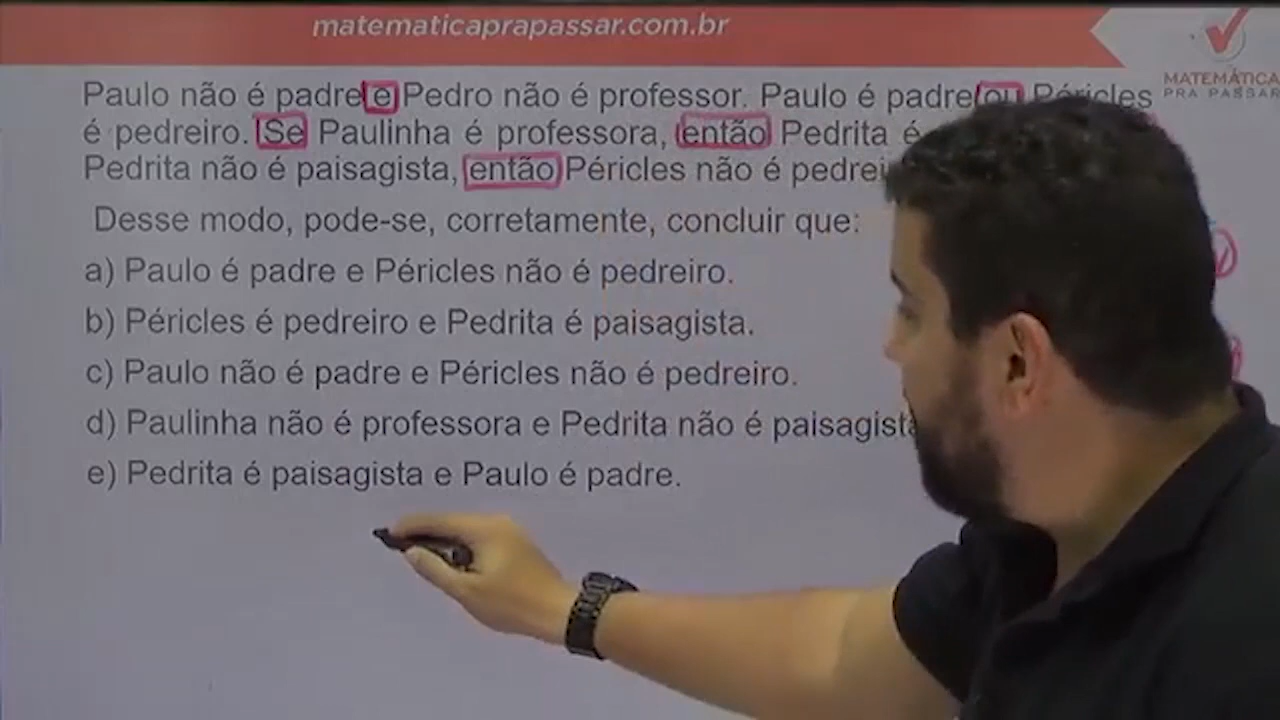 matematicaprapassar.com.br
MATEMÁTICA
PRA PASSAR
Paulo não é padre e Pedro não é professor. Paulo é padre ou Péricles
é pedreiro. Se Paulinha é professora, então Pedrita é
Pedrita não é paisagista, então Péricles não é
Desse modo, pode-se, corretamente, concluir que:
a) Paulo é padre e Péricles não é pedreiro.
b) Péricles é pedreiro e Pedrita é paisagista.
c) Paulo não é padre e Péricles não é pedreiro.
d) Paulinha não é professora e Pedrita não é paisagista
e) Pedrita é paisagista e Paulo é padre.